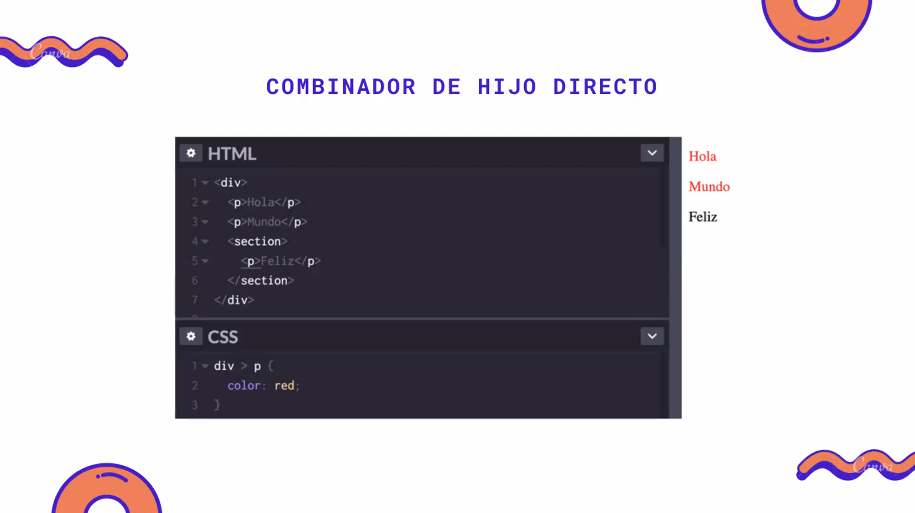 Canva
COMBINADOR DE HIJO DIRECTO
HTML
1 <div>
2 <p>Hola</p>
3 <p>Mundo</p>
4 <section>
5 <p>Feliz</p>
6 </section>
7 </div>
CSS
1 div > p {
2 color: red;
3 }
Hola
Mundo
Feliz
Canva